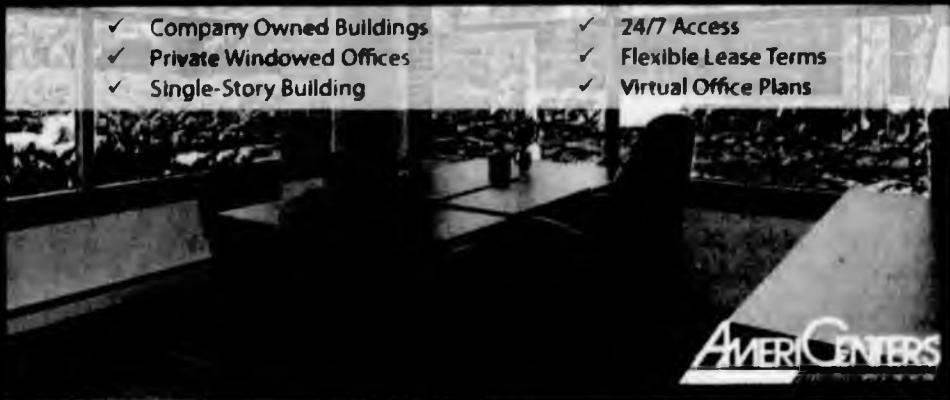 ✓ Company Owned Buildings
✓ Private Windowed Offices
✓ Single-Story Building
✓ 24/7 Access
✓ Flexible Lease Terms
✓ Virtual Office Plans
AMERICENTERS